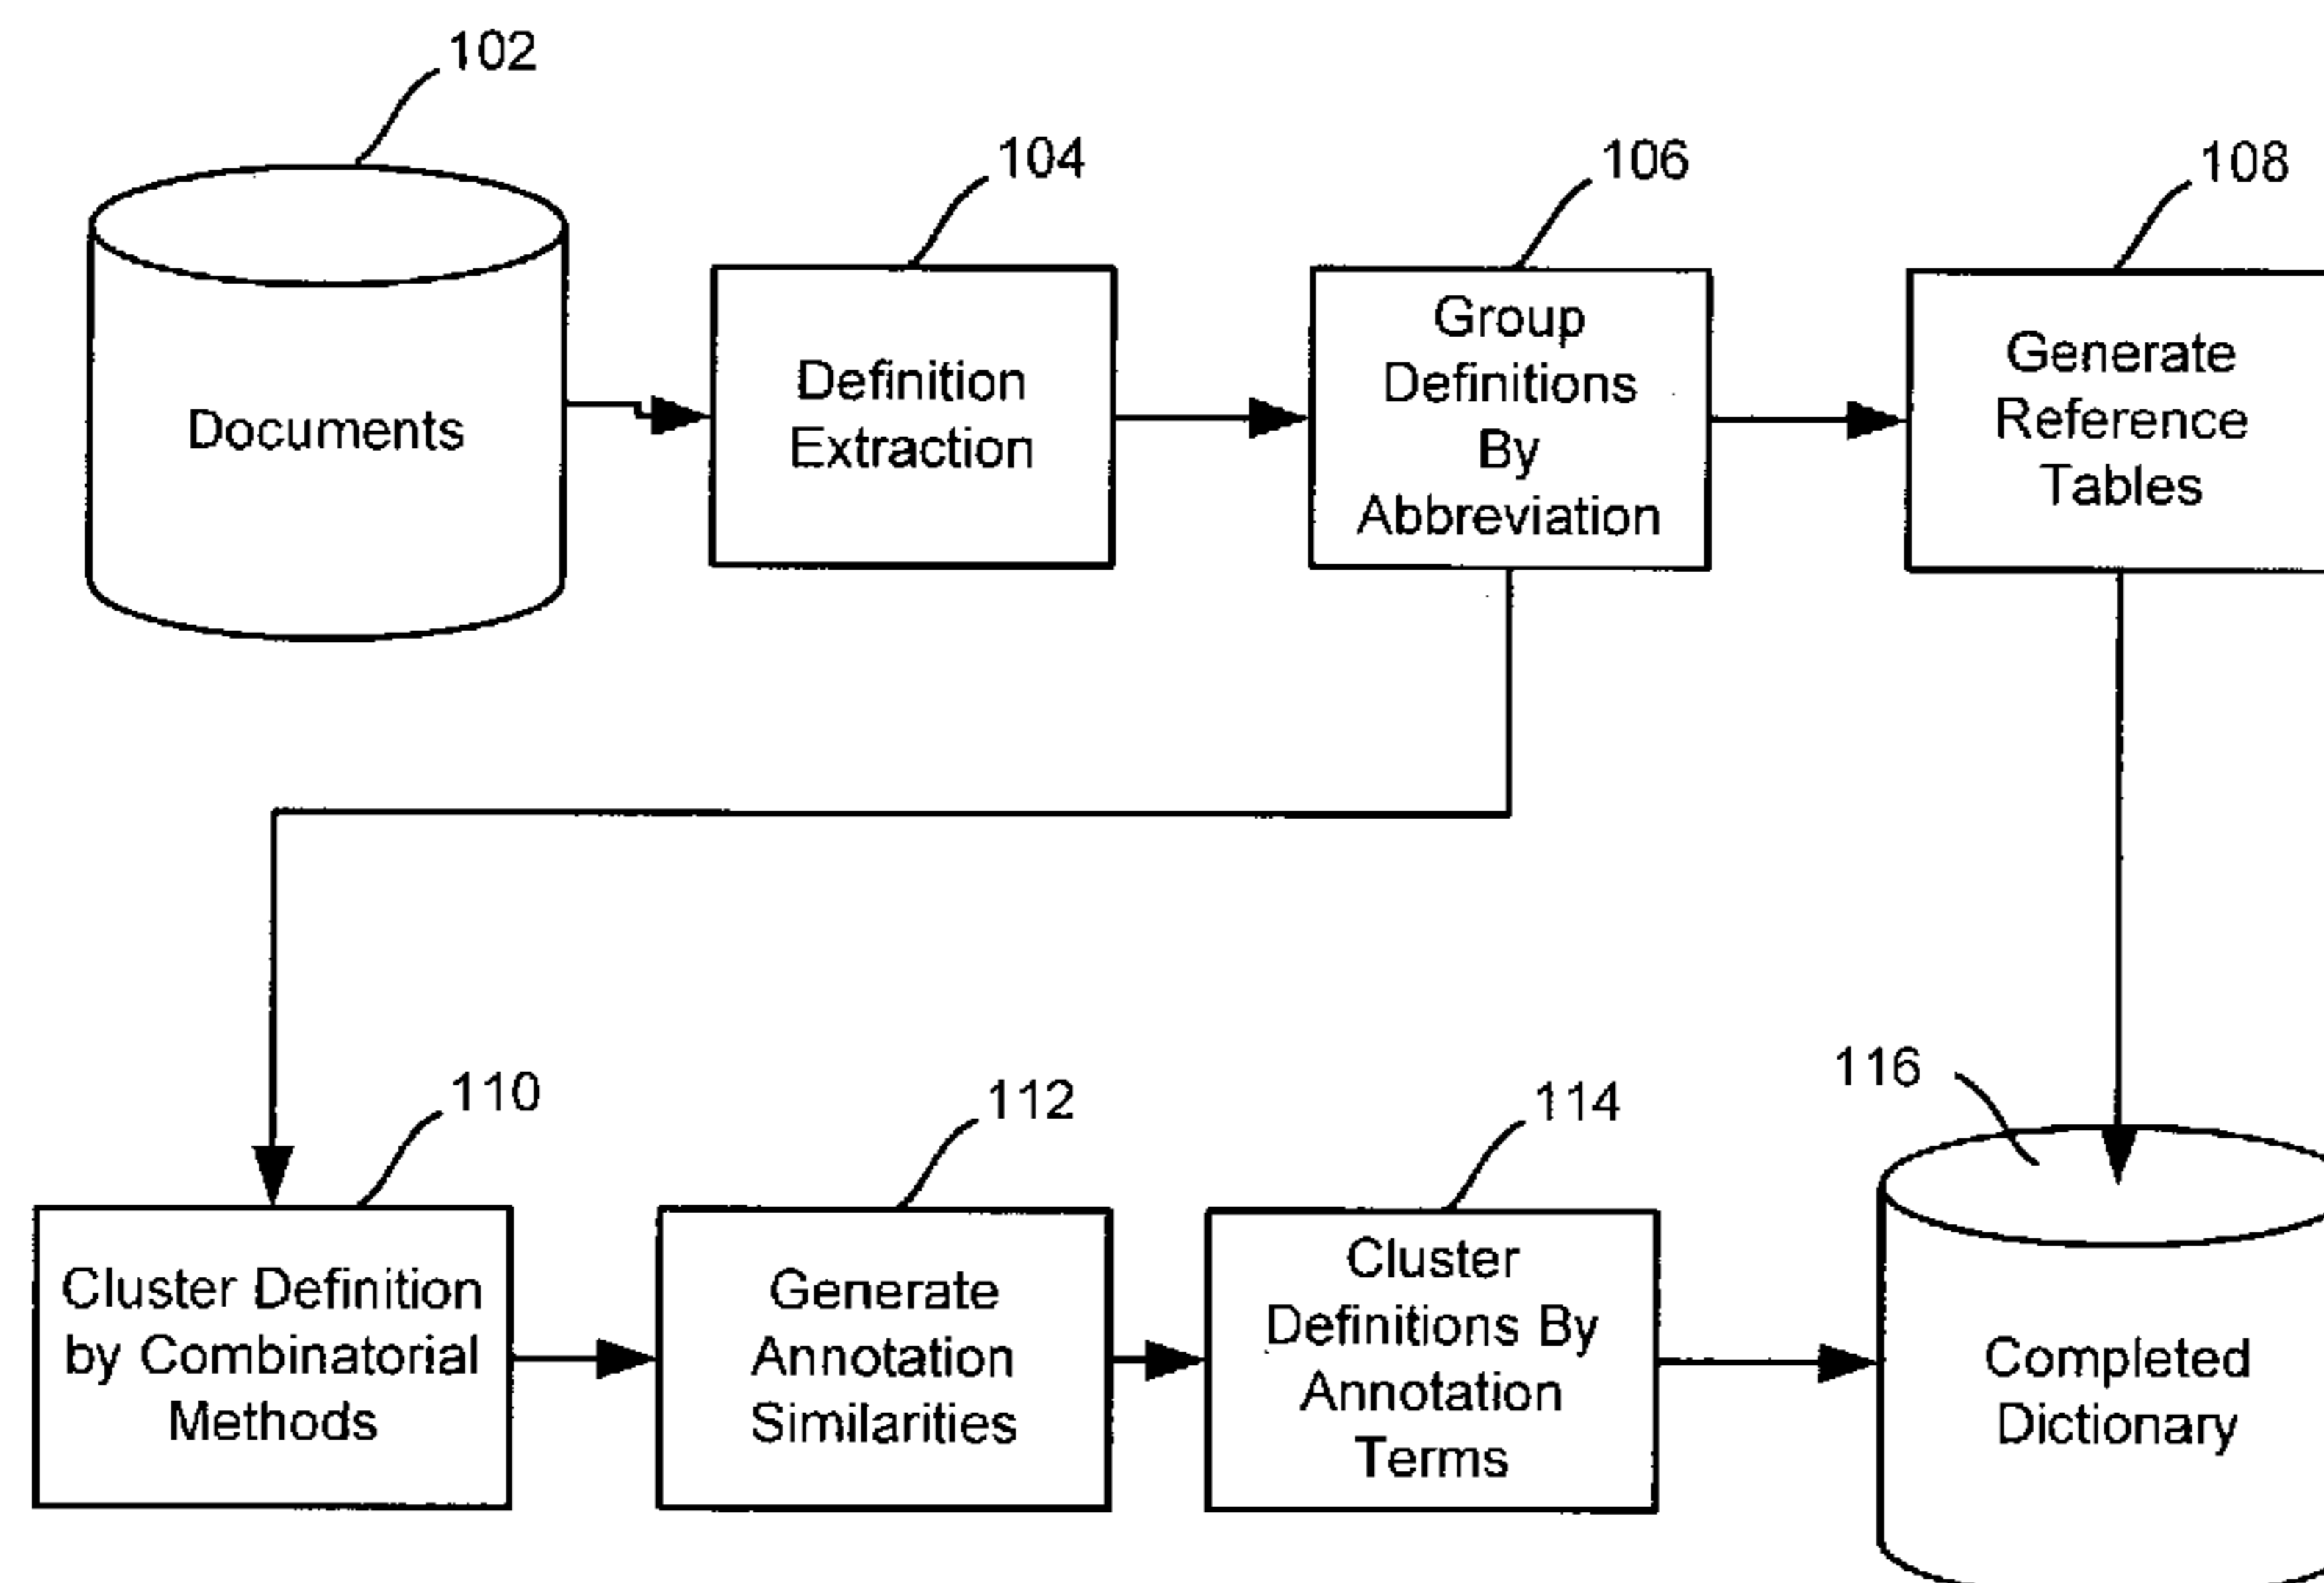 102
104
106
108
Documents
Definition
Extraction
Group
Definitions
By
Abbreviation
Generate
Reference
Tables
110
112
114
116
Cluster Definition
by Combinatorial
Methods
Generate
Annotation
Similarities
Cluster
Definitions By
Annotation
Terms
Completed
Dictionary